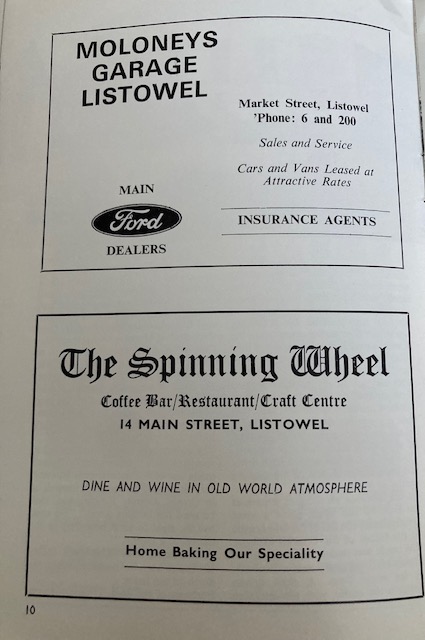 MOLONEYS
GARAGE
LISTOWEL
Market Street, Listowel
'Phone: 6 and 200
Sales and Service
Cars and Vans Leased at
Attractive Rates
MAIN
Ford
DEALERS
INSURANCE AGENTS
The Spinning Wheel
Coffee Bar/Restaurant/Craft Centre
14 MAIN STREET, LISTOWEL
DINE AND WINE IN OLD WORLD ATMOSPHERE
Home Baking Our Speciality
10